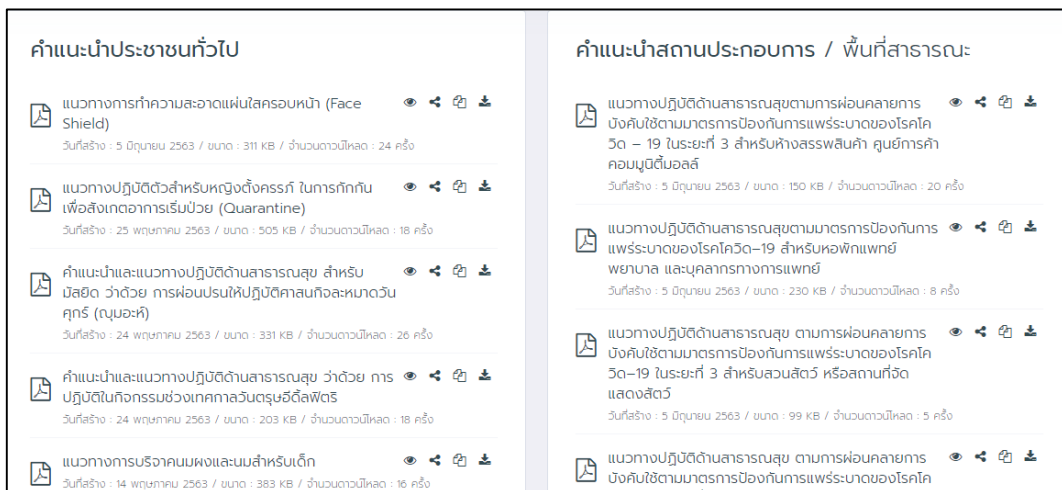 คำแนะนำประชาชนทั่วไป
แนวทางการทำความสะอาดแผ่นใสครอบหน้า (Face
Shield)
วันที่สร้าง : 5 มิถุนายน 2563 / ขนาด : 311 KB / จำนวนดาวน์โหลด : 24 ครั้ง
แนวทางปฏิบัติตัวสำหรับหญิงตั้งครรภ์ ในการกักกัน
เพื่อสังเกตอาการเริ่มป่วย (Quarantine)
วันที่สร้าง : 25 พฤษภาคม 2563 / ขนาด : 505 KB / จำนวนดาวน์โหลด : 18 ครั้ง
คำแนะนำและแนวทางปฏิบัติด้านสาธารณสุข สำหรับ
มัสยิด ว่าด้วย การผ่อนปรนให้ปฏิบัติศาสนกิจละหมาดวัน
ศุกร์ (ญุมอะห์)
วันที่สร้าง : 24 พฤษภาคม 2563 / ขนาด : 331 KB / จำนวนดาวน์โหลด : 26 ครั้ง
คำแนะนำและแนวทางปฏิบัติด้านสาธารณสุข ว่าด้วย การ
ปฏิบัติในกิจกรรมช่วงเทศกาลวันตรุษอีดิ้ลฟิตริ
วันที่สร้าง : 24 พฤษภาคม 2563 / ขนาด : 203 KB / จำนวนดาวน์โหลด : 18 ครั้ง
แนวทางการบริจาคนมผงและนมสำหรับเด็ก
วันที่สร้าง : 14 พฤษภาคม 2563 / ขนาด : 383 KB / จำนวนดาวน์โหลด : 16 ครั้ง
คำแนะนำสถานประกอบการ / พื้นที่สาธารณะ
แนวทางปฏิบัติด้านสาธารณสุขตามการผ่อนคลายการ
บังคับใช้ตามมาตรการป้องกันการแพร่ระบาดของโรคโค
วิด – 19 ในระยะที่ 3 สำหรับห้างสรรพสินค้า ศูนย์การค้า
คอมมูนิตี้มอลล์
วันที่สร้าง : 5 มิถุนายน 2563 / ขนาด : 150 KB / จำนวนดาวน์โหลด : 20 ครั้ง
แนวทางปฏิบัติด้านสาธารณสุขตามมาตรการป้องกันการ
แพร่ระบาดของโรคโควิด–19 สำหรับหอพักแพทย์
พยาบาล และบุคลากรทางการแพทย์
วันที่สร้าง : 5 มิถุนายน 2563 / ขนาด : 230 KB / จำนวนดาวน์โหลด : 8 ครั้ง
แนวทางปฏิบัติด้านสาธารณสุข ตามการผ่อนคลายการ
บังคับใช้ตามมาตรการป้องกันการแพร่ระบาดของโรคโค
วิด–19 ในระยะที่ 3 สำหรับสวนสัตว์ หรือสถานที่จัด
แสดงสัตว์
วันที่สร้าง : 5 มิถุนายน 2563 / ขนาด : 99 KB / จำนวนดาวน์โหลด : 5 ครั้ง
แนวทางปฏิบัติด้านสาธารณสุข ตามการผ่อนคลายการ
บังคับใช้ตามมาตรการป้องกันการแพร่ระบาดของโรคโค